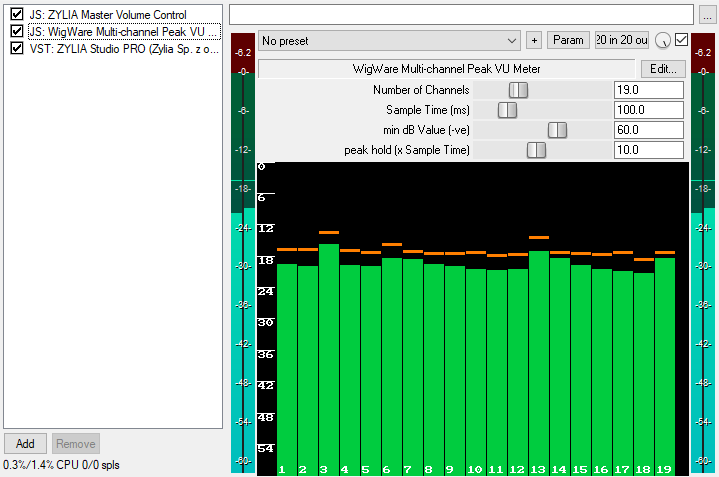 JS: ZYLIA Master Volume Control
JS: WigWare Multi-channel Peak VU ...
VST: ZYLIA Studio PRO (Zylia Sp. z o...
Add
Remove
0.3%/1.4% CPU 0/0 spls
...
No preset
+
Param
20 in 20 ou
WigWare Multi-channel Peak VU Meter
Edit...
Number of Channels
19.0
Sample Time (ms)
100.0
min dB Value (-ve)
60.0
peak hold (x Sample Time)
10.0
-6.2
-0-
-6-
-12-
-18-
-24-
-30-
-36-
-42-
-48-
-54-
-60-
0
6
12
18
24
30
36
42
48
54
1 2 3 4 5 6 7 8 9 10 11 12 13 14 15 16 17 18 19
-6.2
-0-
-6-
-12-
-18-
-24-
-30-
-36-
-42-
-48-
-54-
-60-